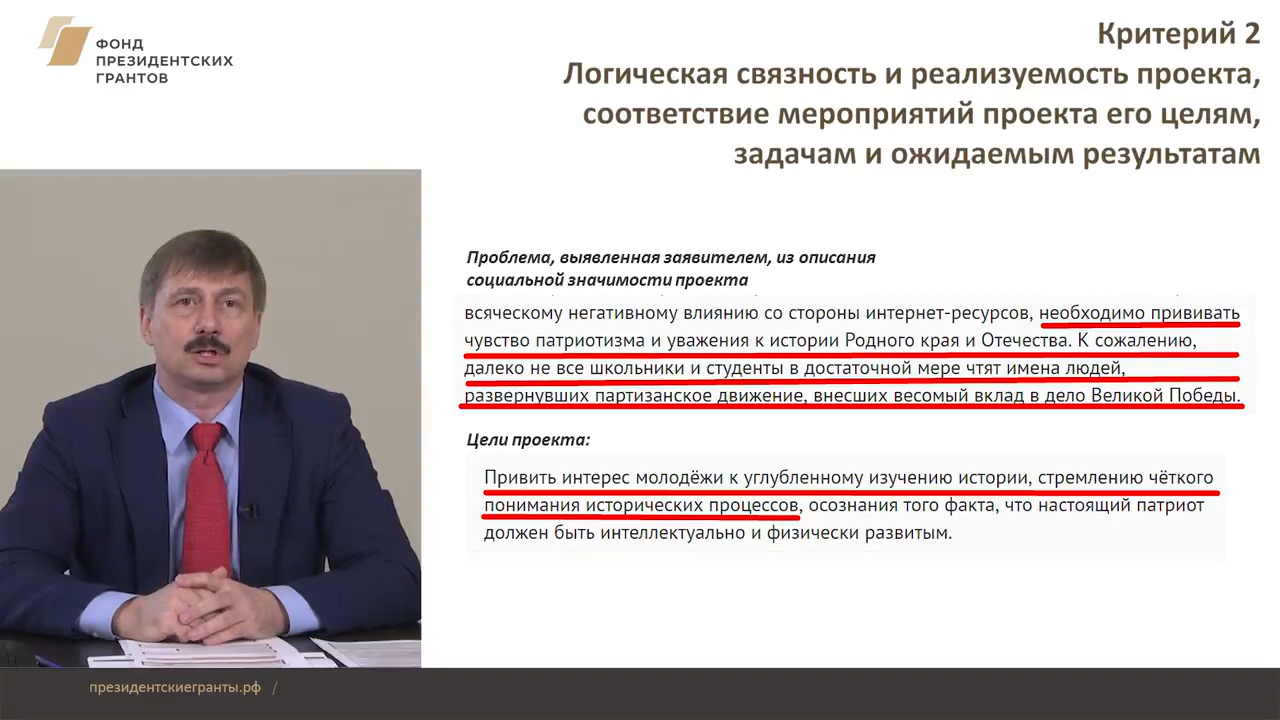 ФОНД
ПРЕЗИДЕНТСКИХ
ГРАНТОВ
Критерий 2
Логическая связность и реализуемость проекта,
соответствие мероприятий проекта его целям,
задачам и ожидаемым результатам
Проблема, выявленная заявителем, из описания
социальной значимости проекта
всяческому негативному влиянию со стороны интернет-ресурсов, необходимо прививать
чувство патриотизма и уважения к истории Родного края и Отечества. К сожалению,
далеко не все школьники и студенты в достаточной мере чтят имена людей,
развернувших партизанское движение, внесших весомый вклад в дело Великой Победы.
Цели проекта:
Привить интерес молодёжи к углубленному изучению истории, стремлению чёткого
понимания исторических процессов, осознания того факта, что настоящий патриот
должен быть интеллектуально и физически развитым.
президентскиегранты.рф /